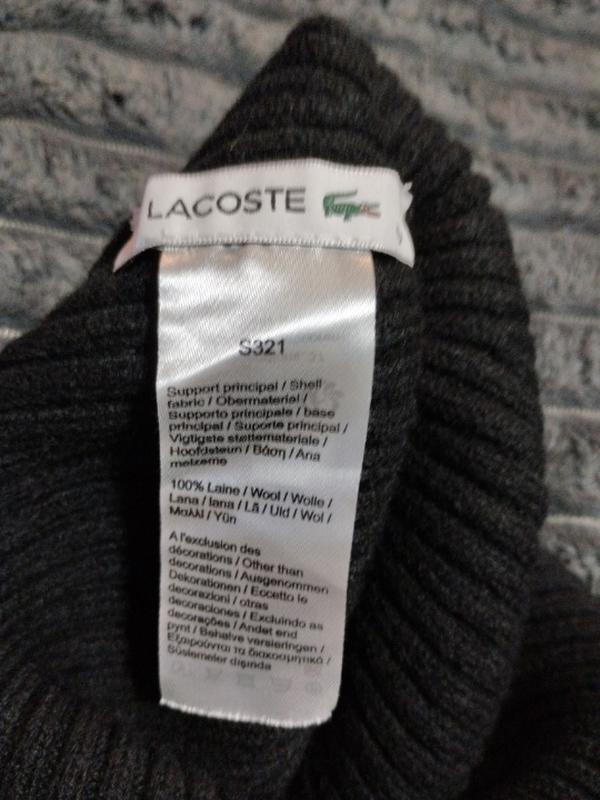 LACOSTE
S321
Support principal / Shell
fabric / Obermaterial /
Supporto principale / base
principal / Suporte principal /
Vigtigste støttemateriale /
Hoofdsteun / Βάση / Ana
malzeme
100% Laine / Wool / Wolle /
Lana / lana / Lã / Uld / Wol /
Μαλλί / Yün
A l'exclusion des
décorations / Other than
decorations / Ausgenommen
Dekorationen / Eccetto le
decorazioni / otras
decoraciones / Excluindo as
decorações / Andet end
pynt / Behalve versieringen /
Εξαιρούνται τα διακοσμητικά /
Süslemeler dışında